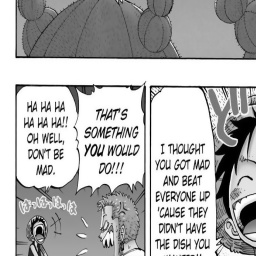 I THOUGHT
YOU GOT MAD
AND BEAT
EVERYONE UP
'CAUSE THEY
DIDN'T HAVE
THE DISH YOU
THAT'S
SOMETHING
YOU WOULD
DO!!!
HA HA HA
HA HA HA!!
OH WELL,
DON'T BE
MAD.